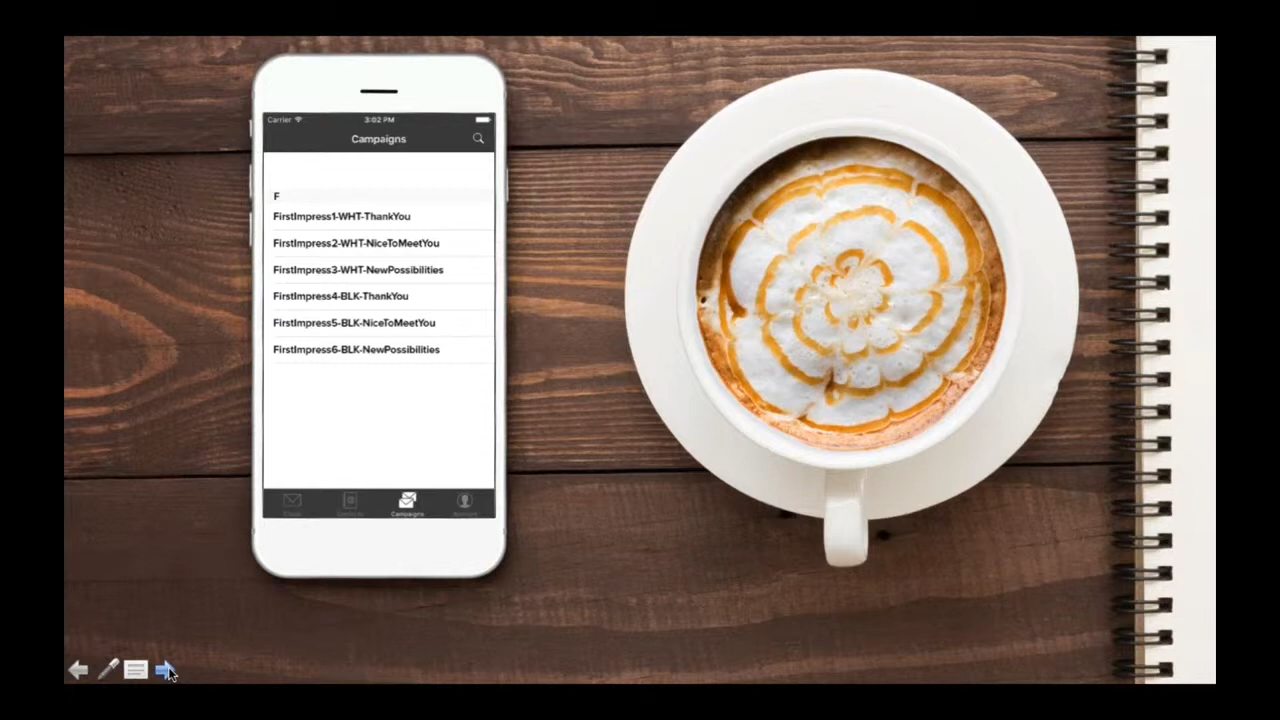 Carrier 3:02 PM
Campaigns
F
FirstImpress1-WHT-ThankYou
FirstImpress2-WHT-NiceToMeetYou
FirstImpress3-WHT-NewPossibilities
FirstImpress4-BLK-ThankYou
FirstImpress5-BLK-NiceToMeetYou
FirstImpress6-BLK-NewPossibilities
Campaigns